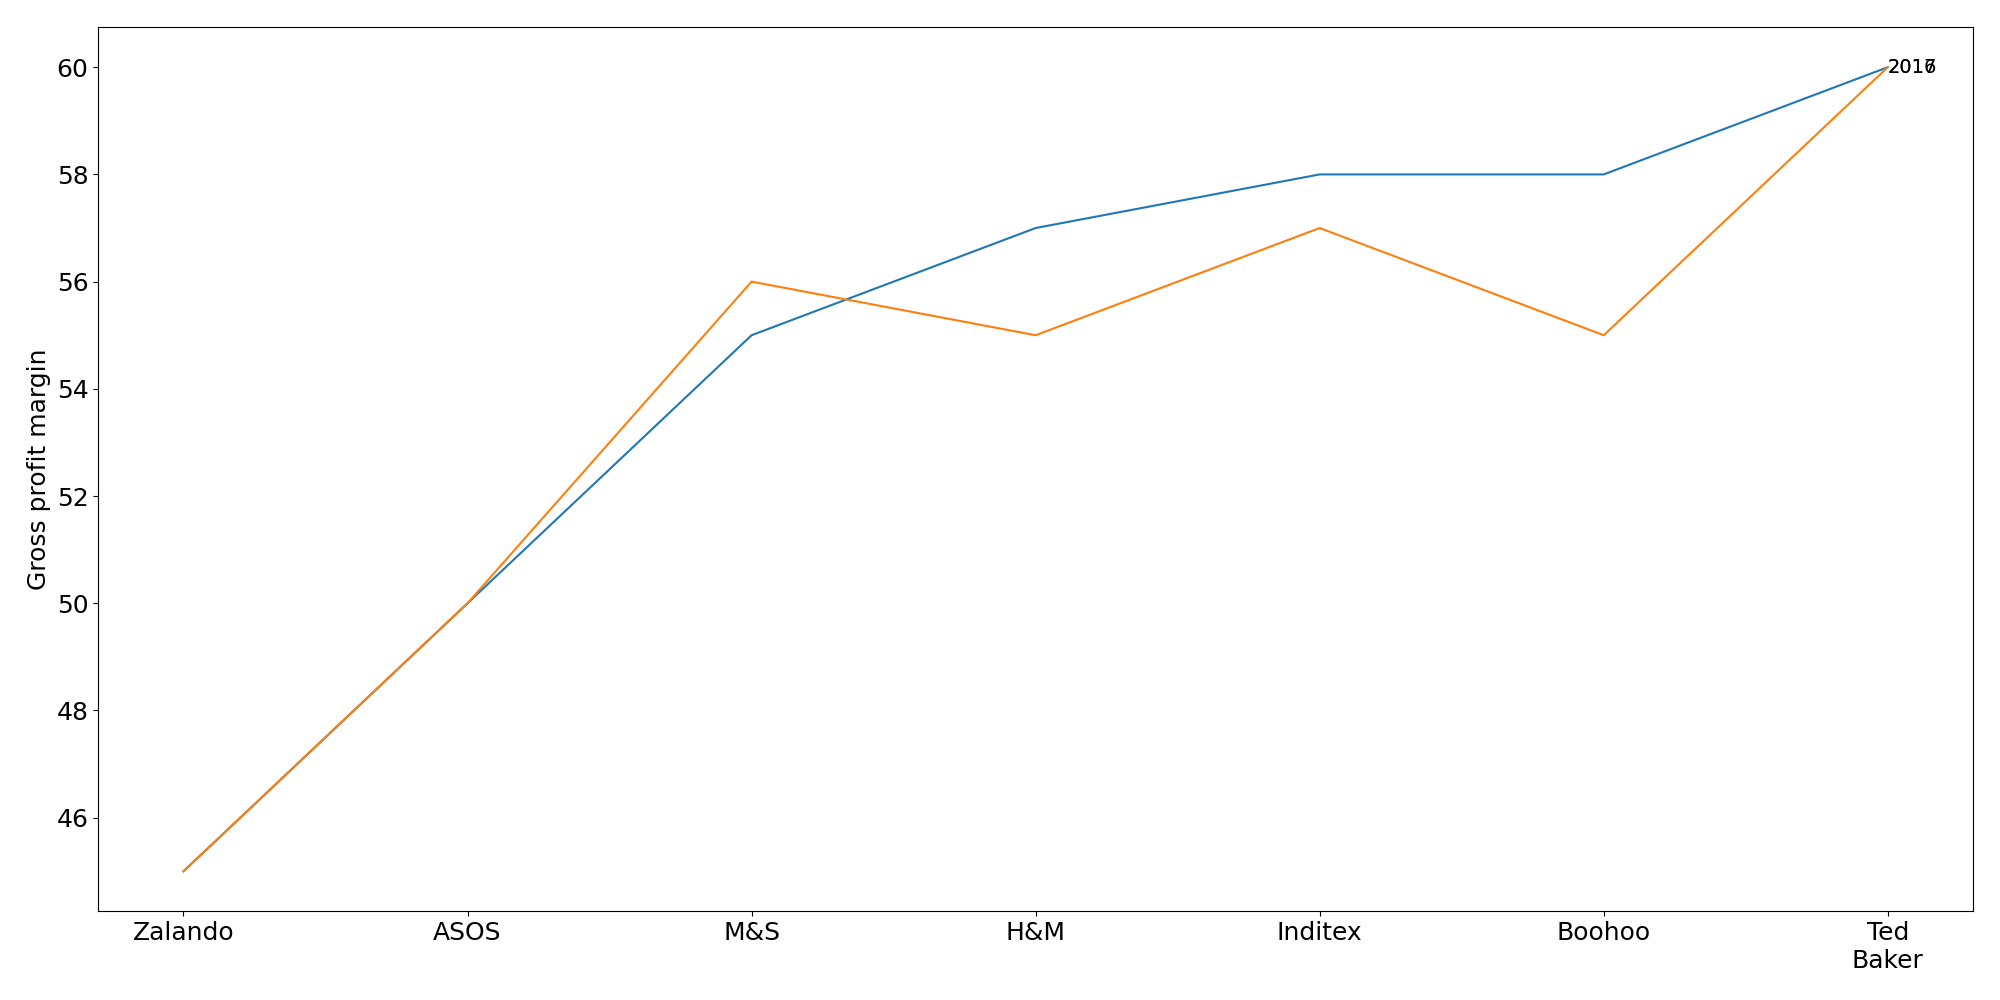 Gross profit margin
60
58
56
54
52
50
48
46
Zalando
ASOS
M&S
H&M
Inditex
Boohoo
Ted
Baker